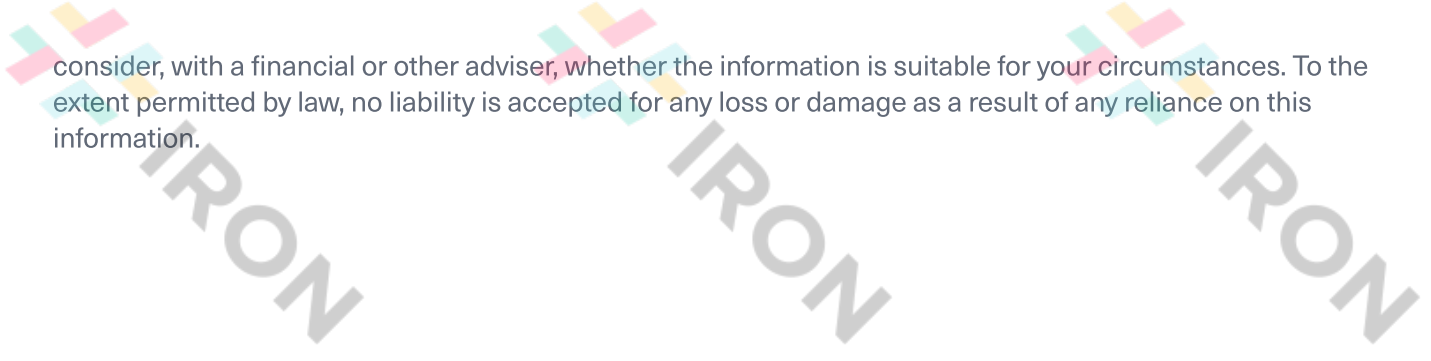 consider, with a financial or other adviser, whether the information is suitable for your circumstances. To the
extent permitted by law, no liability is accepted for any loss or damage as a result of any reliance on this
information.
IRON
IRON
IRON